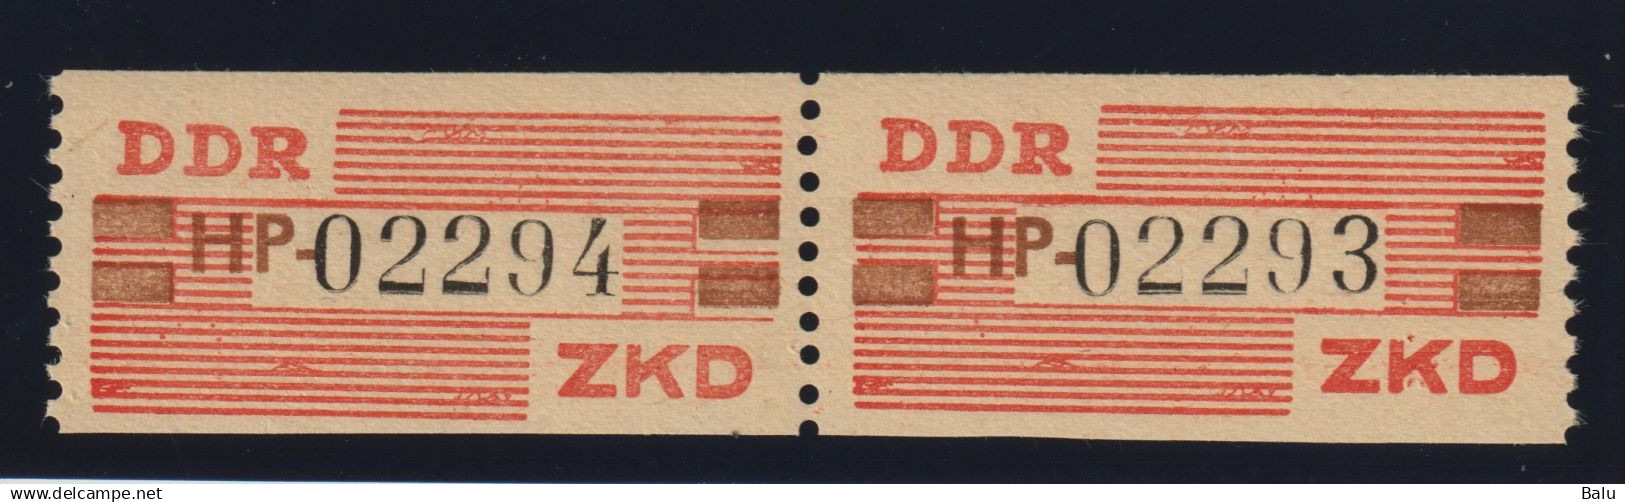 DDR
HP-02294
ZKD
DDR
HP-02293
ZKD
www.delcampe.net
Balu